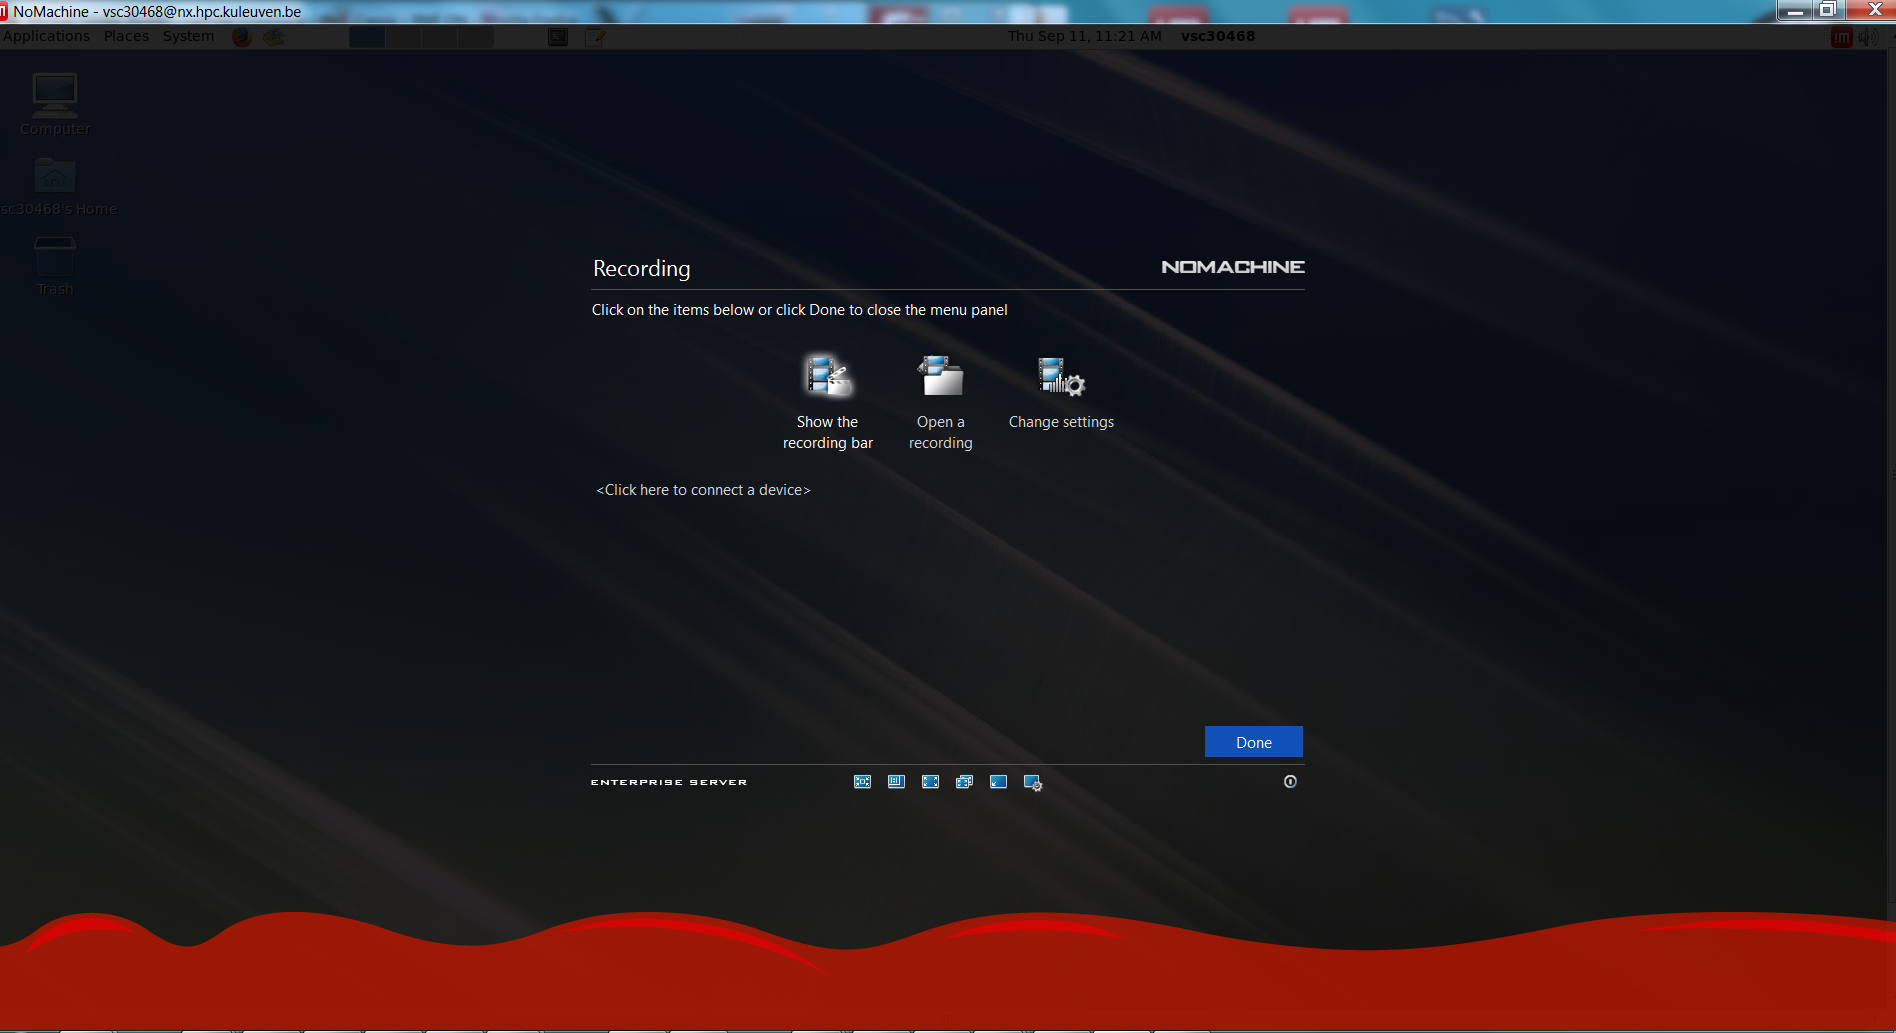 NoMachine - vsc30468@nx.hpc.kuleuven.be
Applications Places System Thu Sep 11, 11:21 AM vsc30468
Computer
sc30468's Home
Trash
Recording NOMACHINE
Click on the items below or click Done to close the menu panel
Show the
recording bar
Open a
recording
Change settings
<Click here to connect a device>
Done
ENTERPRISE SERVER